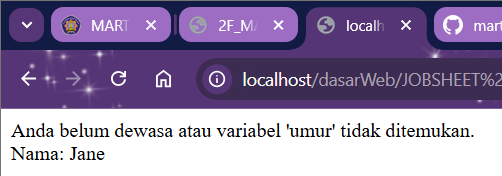 MART
2F_MA
localh
mart
localhost/dasarWeb/JOBSHEET%2
Anda belum dewasa atau variabel 'umur' tidak ditemukan.
Nama: Jane